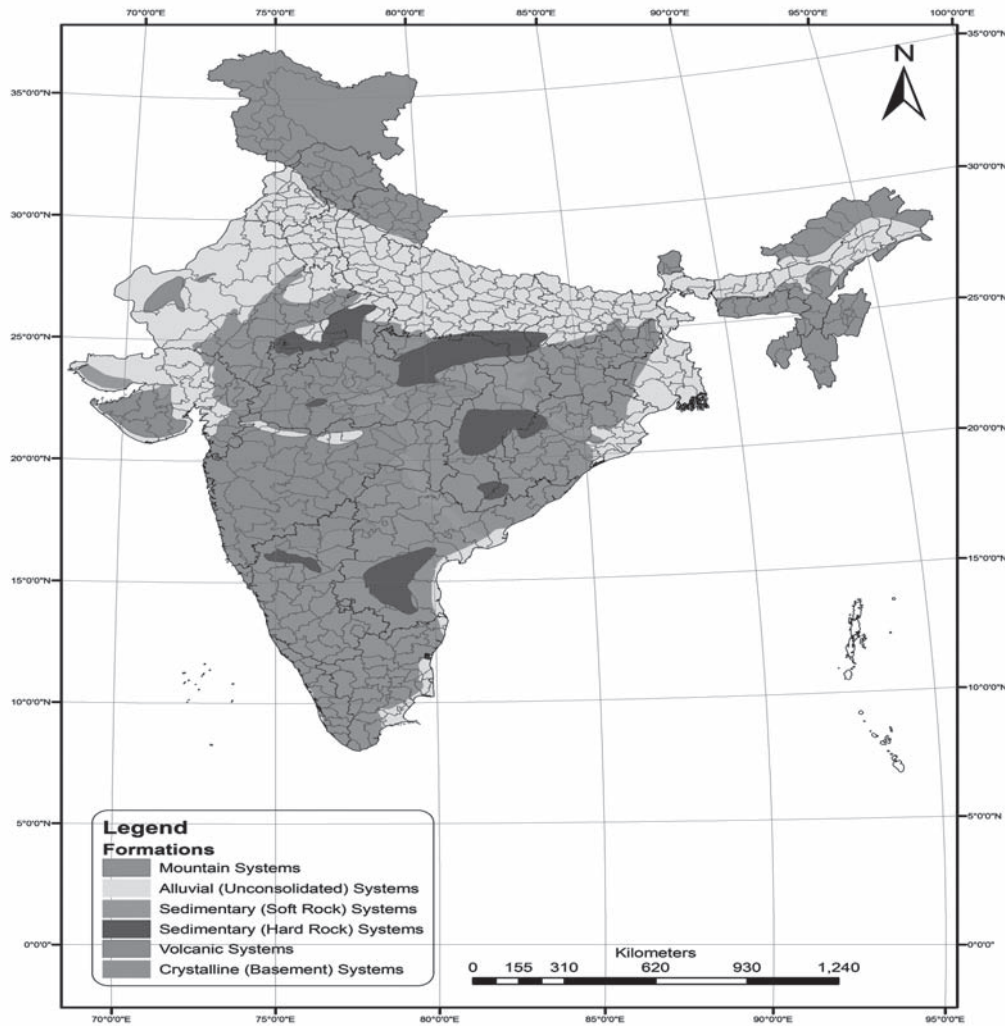 70°0'0"E 75°0'0"E 80°0'0"E 85°0'0"E 90°0'0"E 95°0'0"E 100°0'0"E
35°0'0"N
N
35°0'0"N
30°0'0"N
30°0'0"N
25°0'0"N
25°0'0"N
20°0'0"N
20°0'0"N
15°0'0"N
15°0'0"N
10°0'0"N
10°0'0"N
5°0'0"N
5°0'0"N
0°0'0"N
0°0'0"N
Legend
Formations
Mountain Systems
Alluvial (Unconsolidated) Systems
Sedimentary (Soft Rock) Systems
Sedimentary (Hard Rock) Systems
Volcanic Systems
Crystalline (Basement) Systems
Kilometers
0 155 310 620 930 1,240
70°0'0"E 75°0'0"E 80°0'0"E 85°0'0"E 90°0'0"E 95°0'0"E